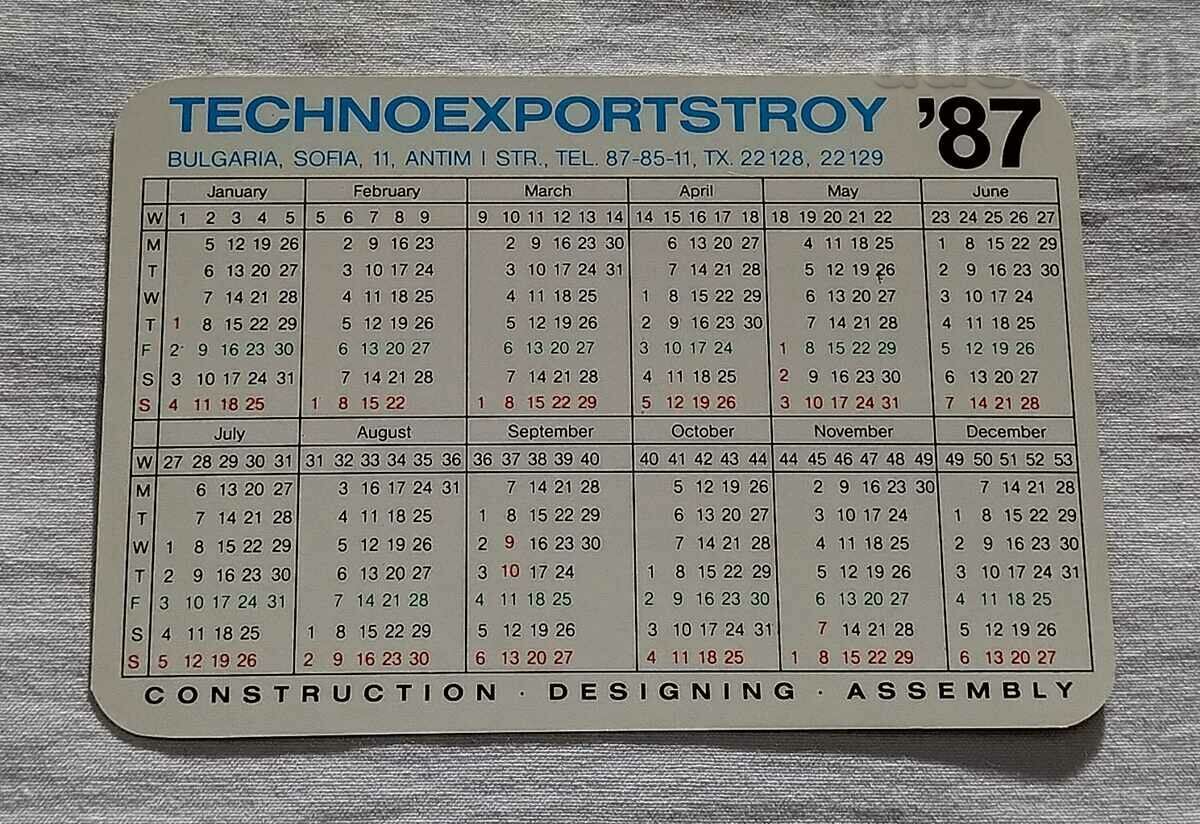 auction
TECHNOEXPORTSTROY '87
BULGARIA, SOFIA, 11, ANTIM I STR., TEL. 87-85-11, TX. 22128, 22129
January February March April May June
W 1 2 3 4 5 5 6 7 8 9 9 10 11 12 13 14 14 15 16 17 18 18 19 20 21 22 23 24 25 26 27
M 5 12 19 26 2 9 16 23 2 9 16 23 30 6 13 20 27 4 11 18 25 1 8 15 22 29
T 6 13 20 27 3 10 17 24 3 10 17 24 31 7 14 21 28 5 12 19 26 2 9 16 23 30
W 7 14 21 28 4 11 18 25 4 11 18 25 1 8 15 22 29 6 13 20 27 3 10 17 24
T 1 8 15 22 29 5 12 19 26 5 12 19 26 2 9 16 23 30 7 14 21 28 4 11 18 25
F 2 9 16 23 30 6 13 20 27 6 13 20 27 3 10 17 24 1 8 15 22 29 5 12 19 26
S 3 10 17 24 31 7 14 21 28 7 14 21 28 4 11 18 25 2 9 16 23 30 6 13 20 27
S 4 11 18 25 1 8 15 22 1 8 15 22 29 5 12 19 26 3 10 17 24 31 7 14 21 28
July August September October November December
W 27 28 29 30 31 31 32 33 34 35 36 36 37 38 39 40 40 41 42 43 44 44 45 46 47 48 49 49 50 51 52 53
M 6 13 20 27 3 16 17 24 31 7 14 21 28 5 12 19 26 2 9 16 23 30 7 14 21 28
T 7 14 21 28 4 11 18 25 1 8 15 22 29 6 13 20 27 3 10 17 24 1 8 15 22 29
W 1 8 15 22 29 5 12 19 26 2 9 16 23 30 7 14 21 28 4 11 18 25 2 9 16 23 30
T 2 9 16 23 30 6 13 20 27 3 10 17 24 1 8 15 22 29 5 12 19 26 3 10 17 24 31
F 3 10 17 24 31 7 14 21 28 4 11 18 25 2 9 16 23 30 6 13 20 27 4 11 18 25
S 4 11 18 25 1 8 15 22 29 5 12 19 26 3 10 17 24 31 7 14 21 28 5 12 19 26
S 5 12 19 26 2 9 16 23 30 6 13 20 27 4 11 18 25 1 8 15 22 29 6 13 20 27
CONSTRUCTION · DESIGNING · ASSEMBLY